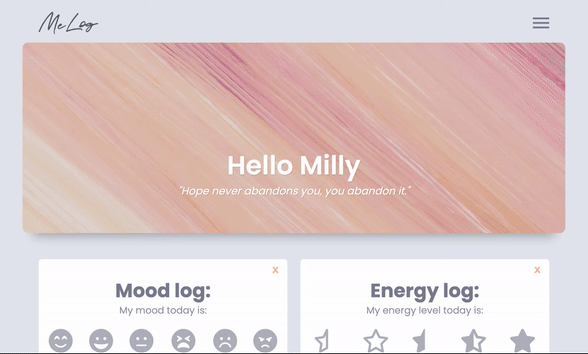 MeLog
Hello Milly
"Hope never abandons you, you abandon it."
x
Mood log:
My mood today is:
x
Energy log:
My energy level today is: